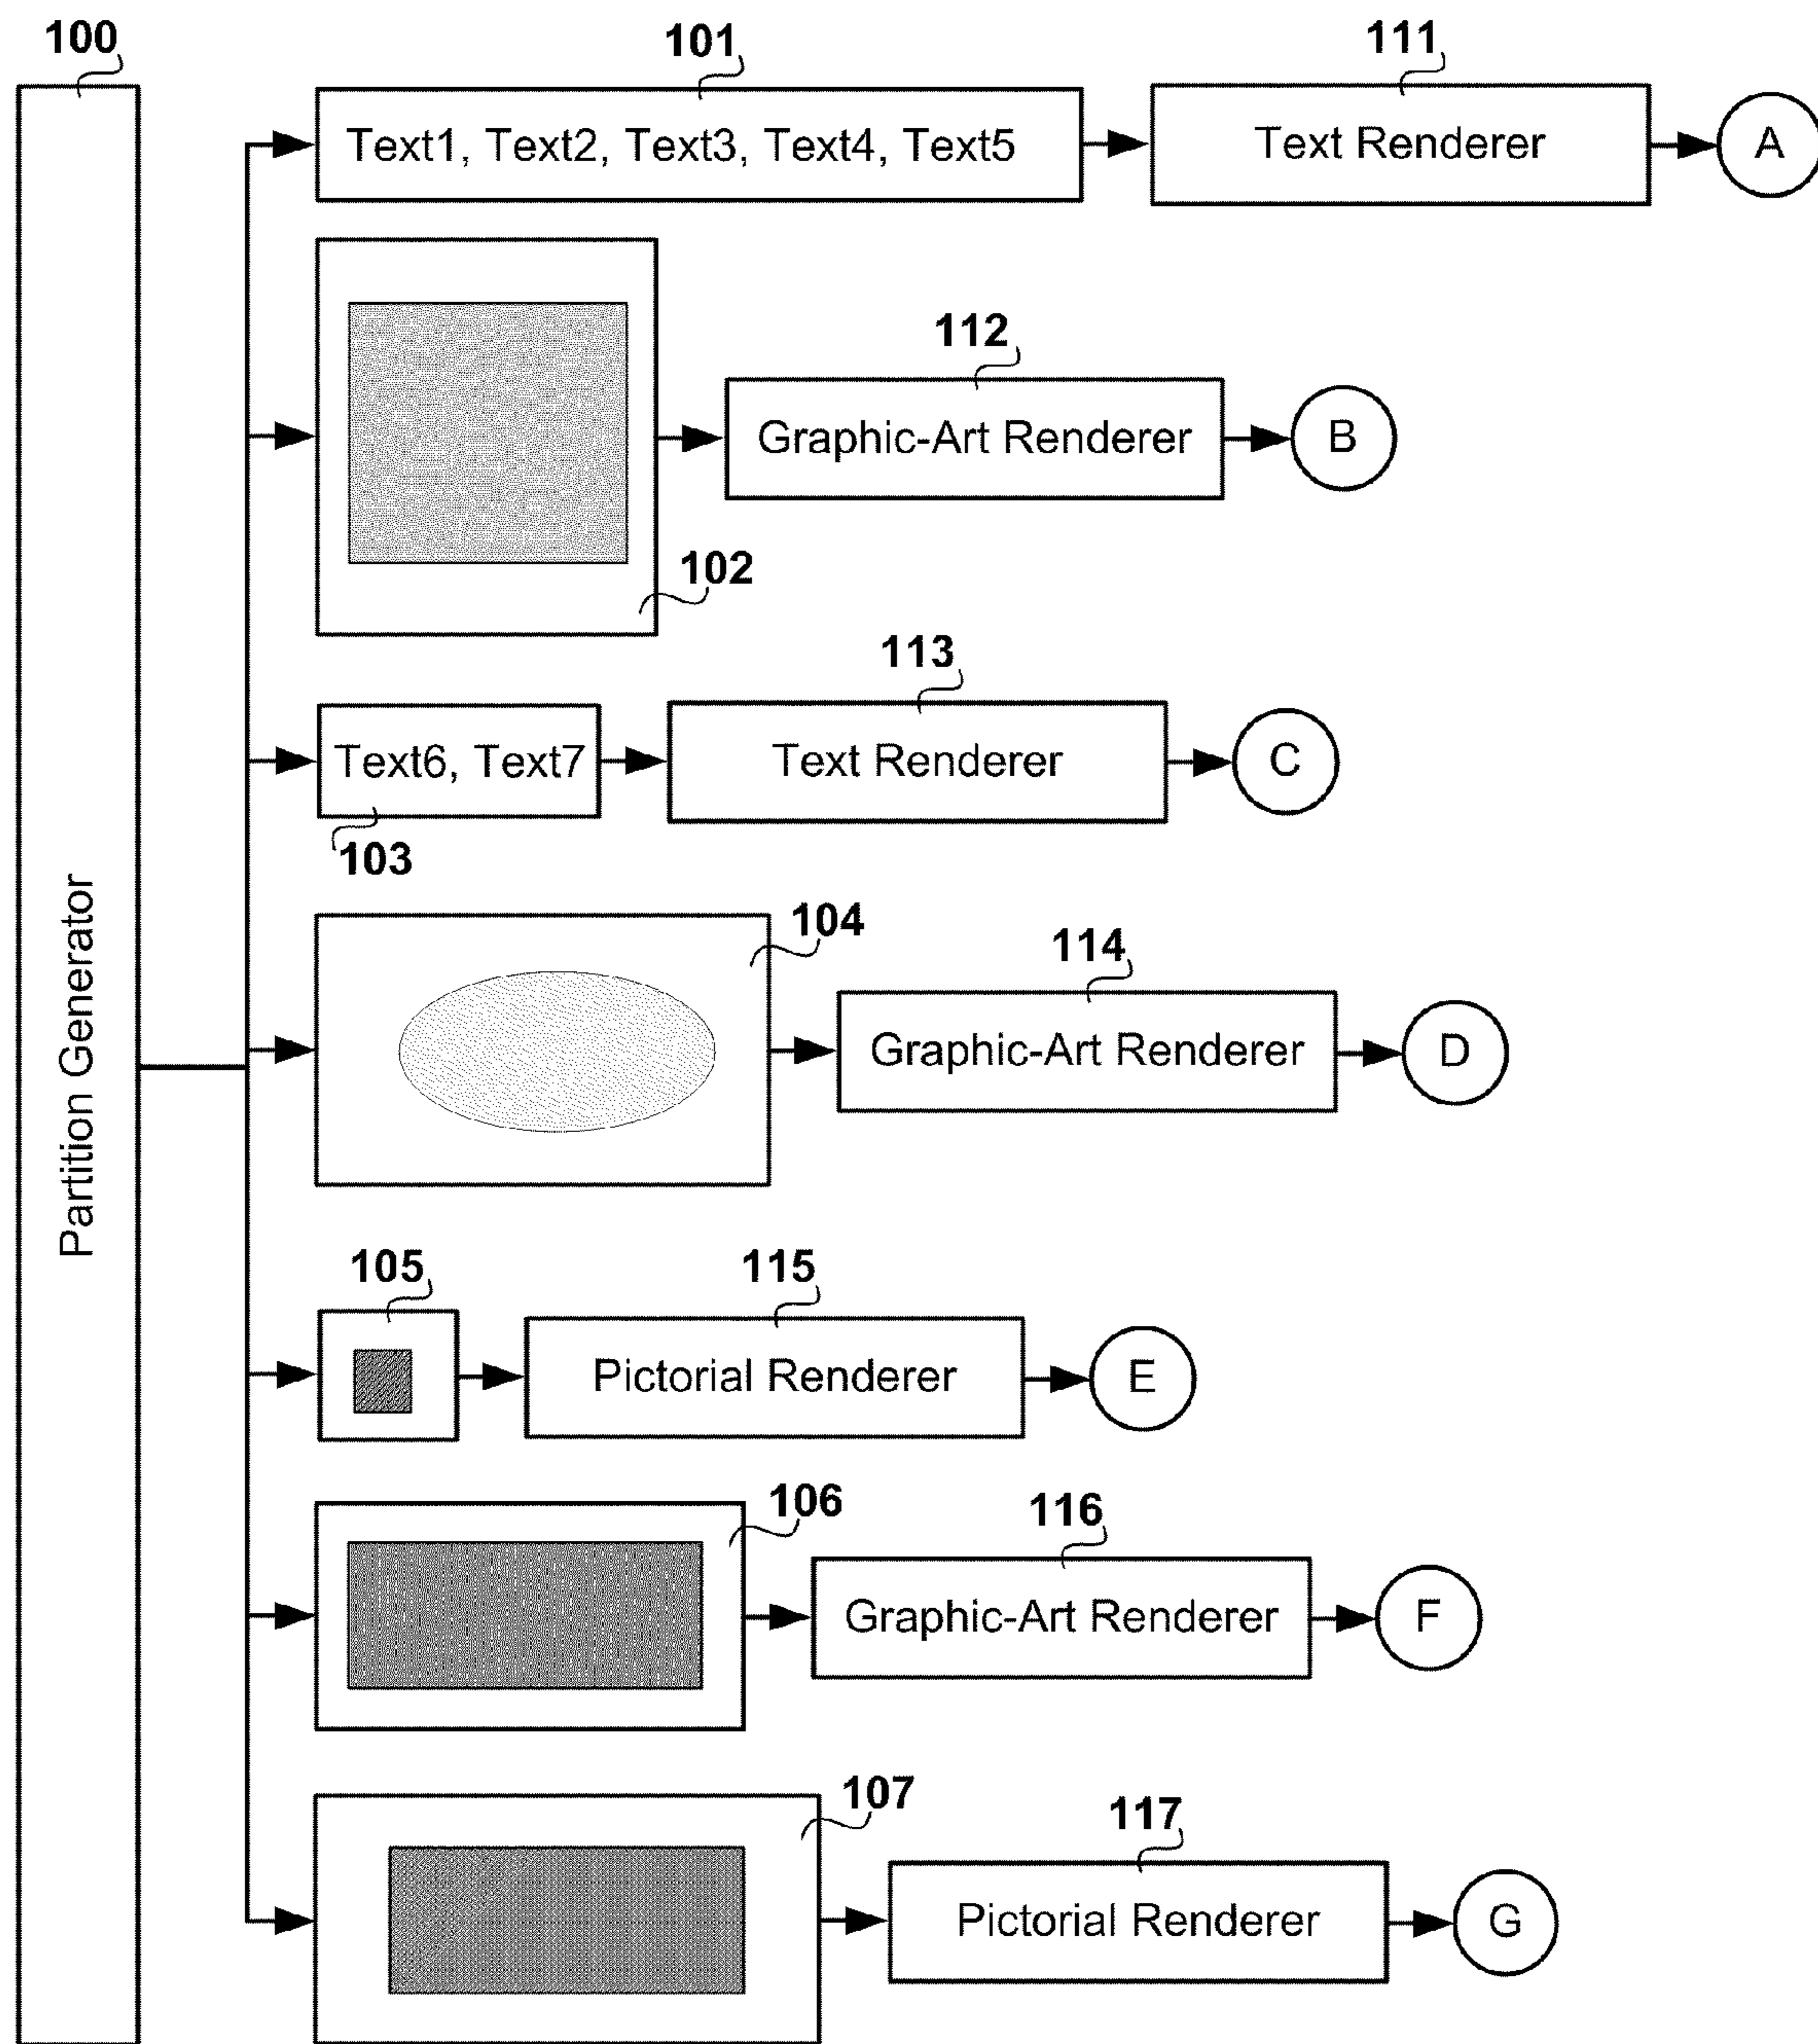 100
101
111
Text1, Text2, Text3, Text4, Text5
Text Renderer
A
112
Graphic-Art Renderer
B
102
113
Text6, Text7
Text Renderer
C
103
Partition Generator
104
114
Graphic-Art Renderer
D
105
115
Pictorial Renderer
E
106
116
Graphic-Art Renderer
F
107
117
Pictorial Renderer
G